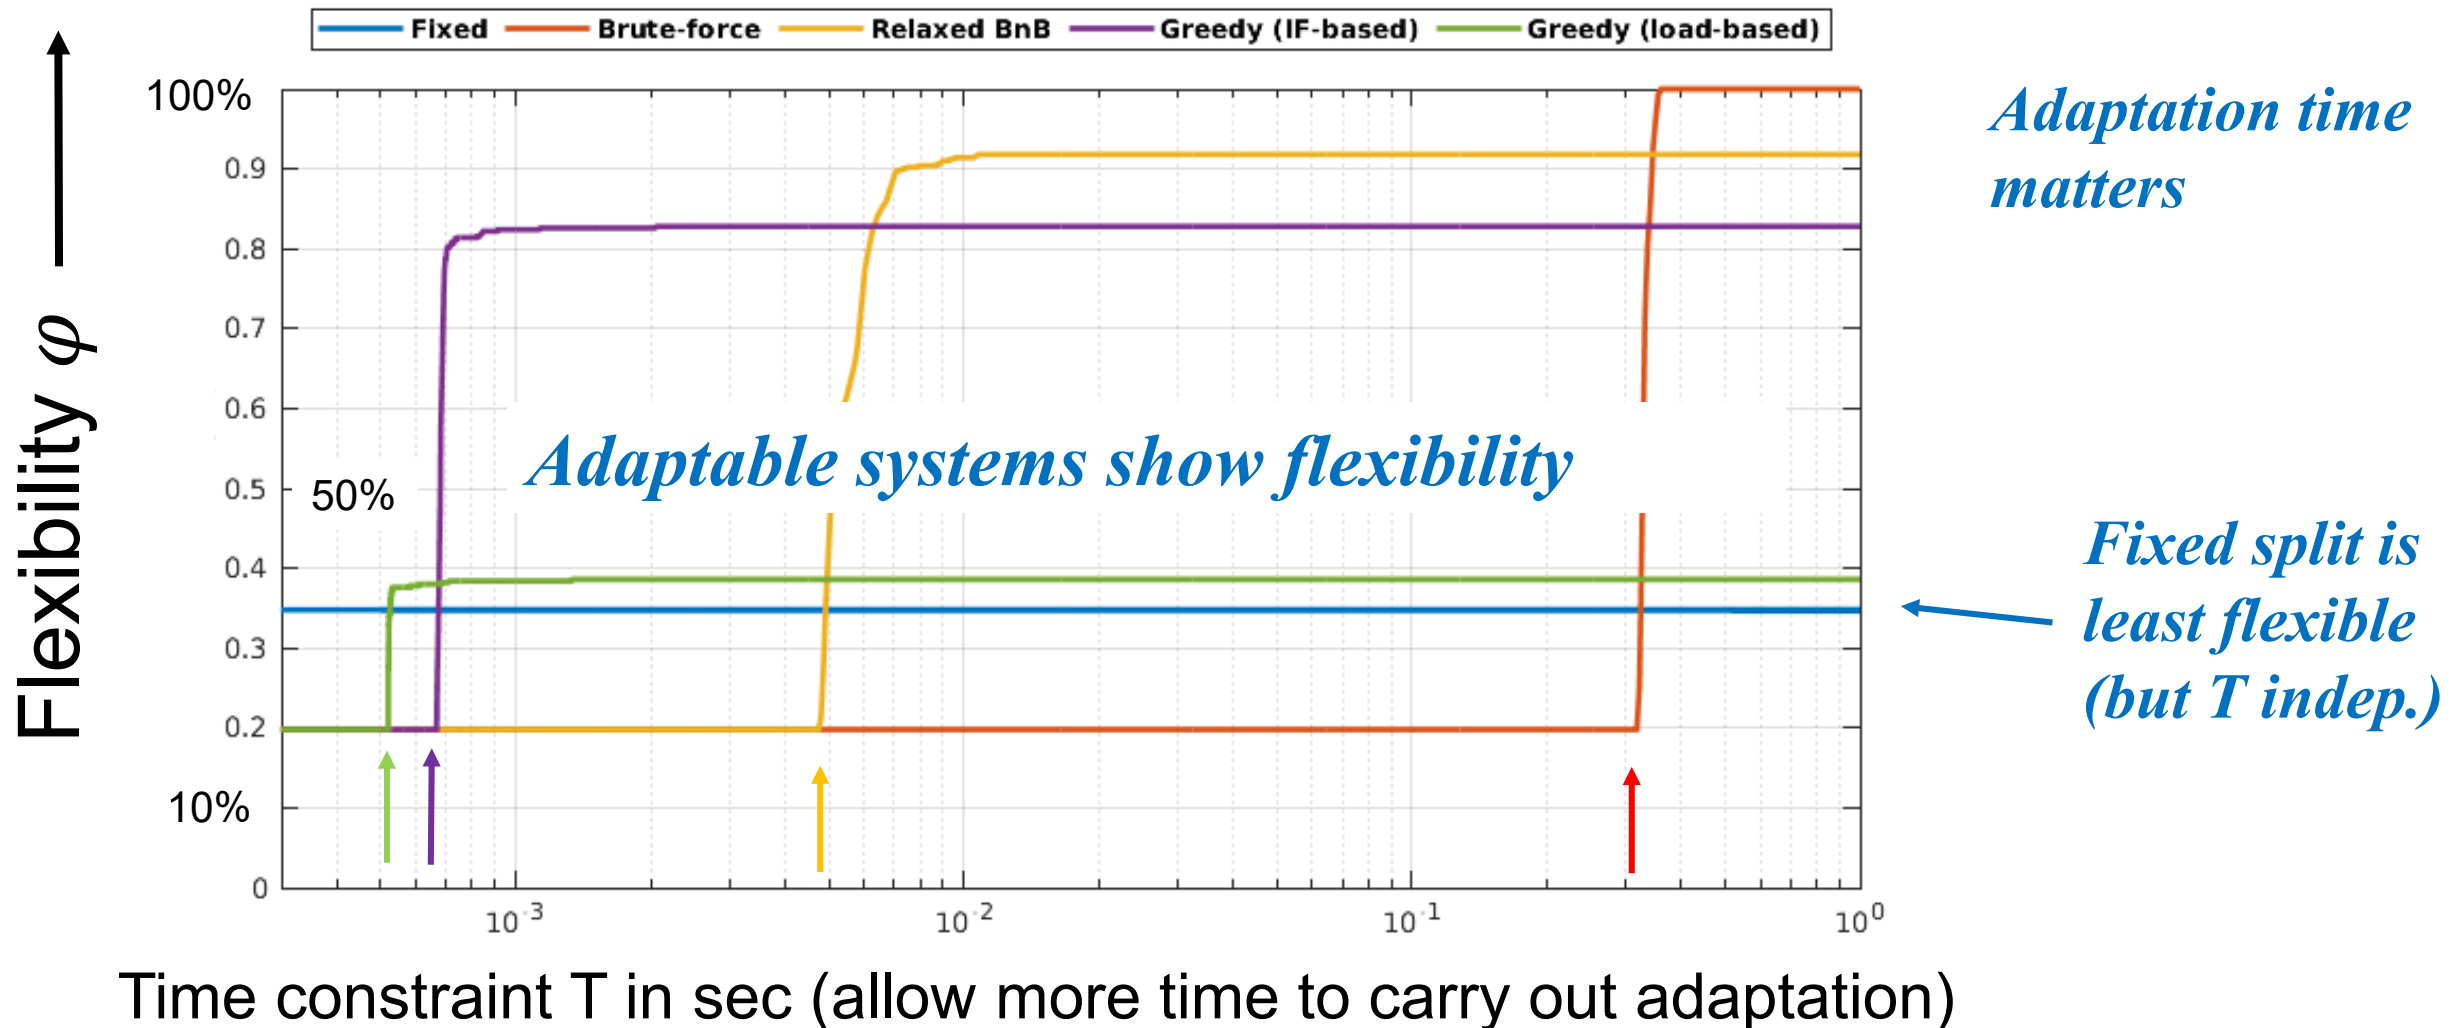 Fixed Brute-force Relaxed BnB Greedy (IF-based) Greedy (load-based)
Flexibility φ
100%
0.9
0.8
0.7
0.6
0.5
50%
0.4
0.3
0.2
10%
0
10-3
10-2
10-1
100
Time constraint T in sec (allow more time to carry out adaptation)
Adaptable systems show flexibility
Adaptation time
matters
Fixed split is
least flexible
(but T indep.)